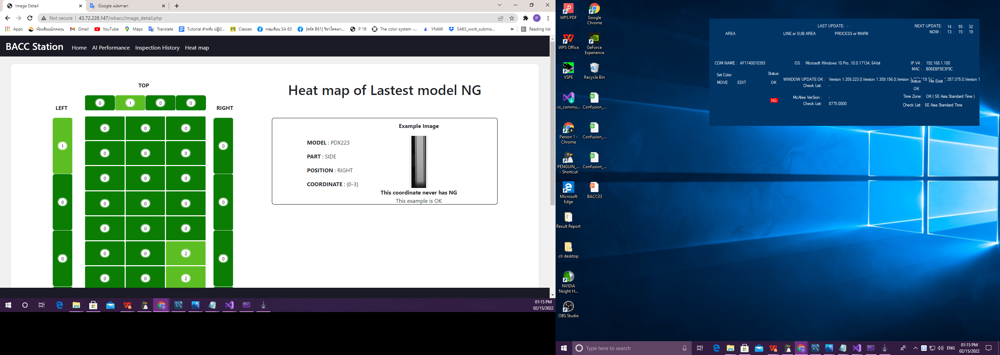 Image Detail
Google แปลภาษา
Not secure
43.72.228.147/wbacc/image_detail.php
P
Apps
ห้องเรียนนักลงทุน
Gmail
YouTube
Maps
Translate
Tutorial สำหรับ ปฏิบั...
Classes
กลุ่มเรียน SA 63
[รหัส B61] วิชาโครงงา...
P 19
The color system -...
YNAW
SA63_work_submis...
»
Reading list
BACC Station
Home
AI Performance
Inspection History
Heat map
TOP
LEFT
RIGHT
0 1 0 0
0 0 0
1 0
0 0 0
0 0 0
0 0
0 0 0
0 0 0
0 0
0 0 2
0 0 2
Heat map of Lastest model NG
Example Image
MODEL : PDX223
PART : SIDE
POSITION : RIGHT
COORDINATE : (0-3)
This coordinate never has NG
This example is OK
01:15 PM
02/15/2022
WPS PDF
Google Chrome
WPS Office
GeForce Experience
VSPE
Recycle Bin
vs_commu...
Confusion_...
Person 1 - Chrome
Confusion_...
PENGUIN_... - Shortcut
Confusion_...
Microsoft Edge
BACC03
Result Report
clr desktop
NVIDIA Nsight H...
OBS Studio
LAST UPDATE: -
NEXT UPDATE: 14 : 55 : 32
NOW : 13 : 15 : 19
AREA
LINE or SUB AREA
PROCESS or MARK
COM NAME : AF1140010393
OS : Microsoft Windows 10 Pro, 10.0.17134, 64-bit
IP V4 : 192.168.1.100
MAC : B06EBF5E3F9C
Set Color
MOVE
EDIT
Status:
OK
WINDOW UPDATE OK : Version 1.359.223.0,Version 1.359.156.0,Version
1.357.375.0,Version 1
Check List: -
Status:
File Exist :
OK
NG
McAfee VerSion : -
Check List: 8775.0000
Time Zone: OK ( SE Asia Standard Time )
Check List: SE Asia Standard Time
Type here to search
ENG
01:15 PM
02/15/2022